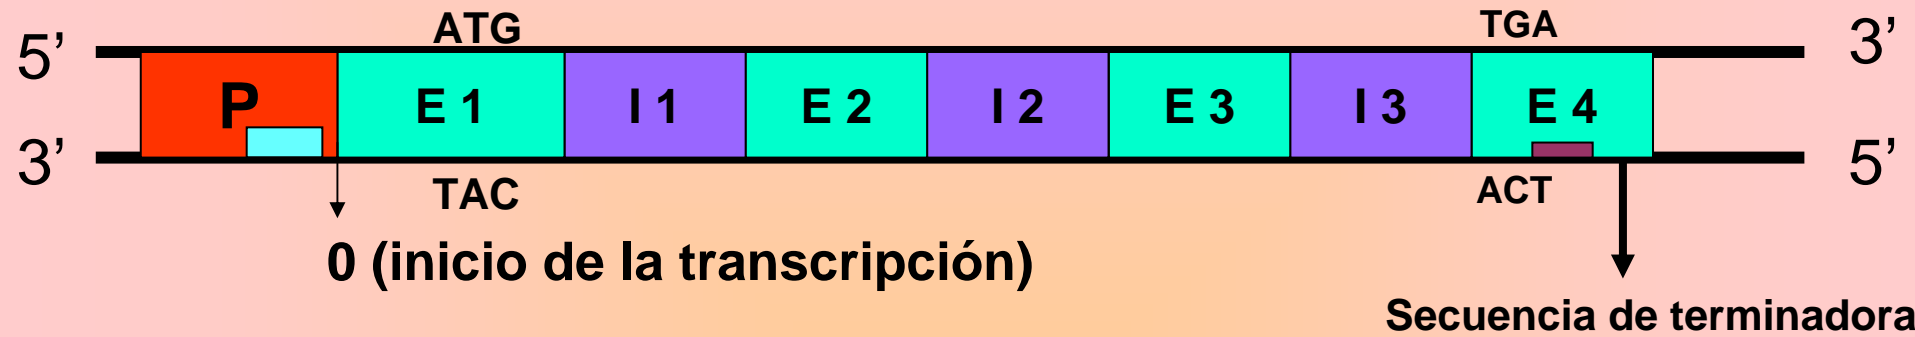 ATG TGA
5’ 3’
P E 1 I 1 E 2 I 2 E 3 I 3 E 4
3’ 5’
TAC ACT
0 (inicio de la transcripción)
Secuencia de terminadora